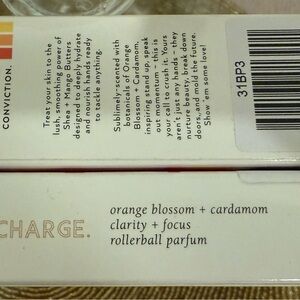 CONVICTION.
Treat your skin to the
lush, smoothing power of
Shea + Mango Butters
designed to deeply hydrate
and nourish hands ready
to tackle anything.
Sublimely-scented with
botanicals of Orange
Blossom + Cardamom,
inspiring stand up, speak
out moments – this is
your call to crush it. Yours
aren't just any hands - they
nurture beauty, break down
doors, and mold the future.
Show 'em some love!
31BP3
CHARGE.
orange blossom + cardamom
clarity + focus
rollerball parfum